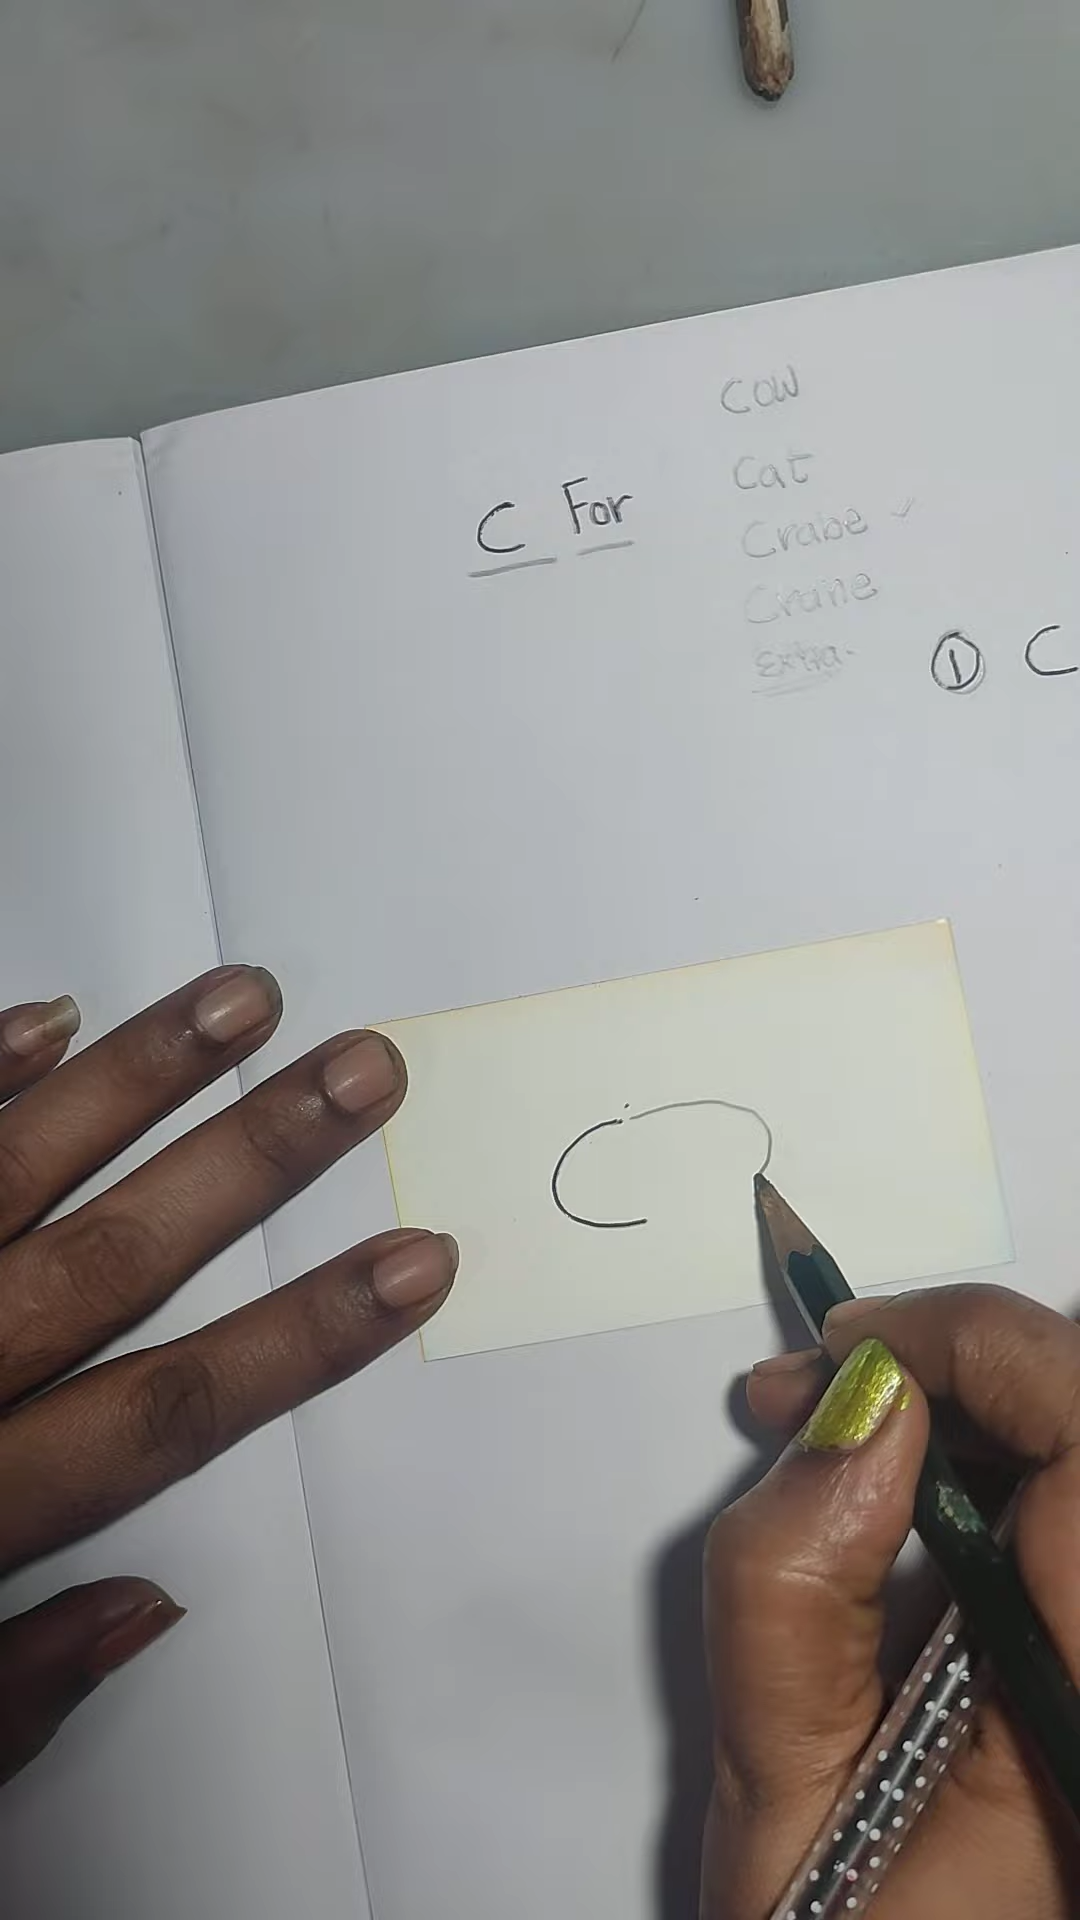 Cow
Cat
C For
Crabe ✓
Crane
Extra.
① C
C